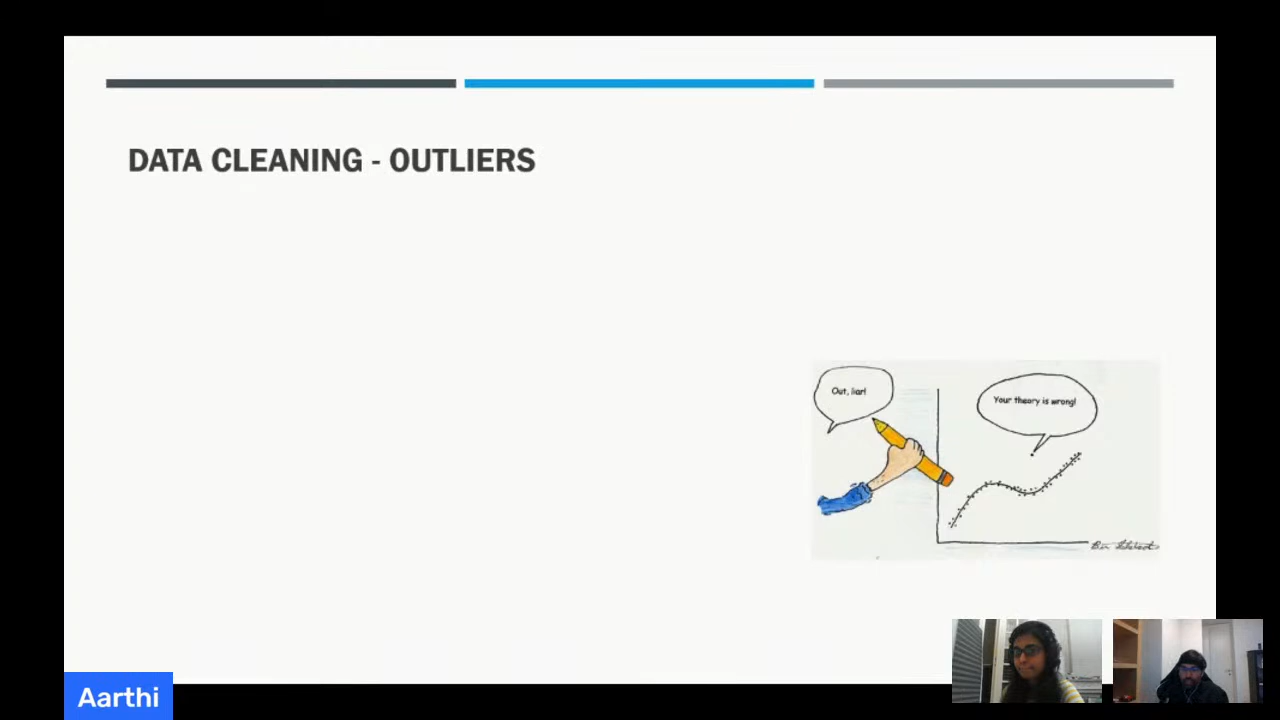 DATA CLEANING - OUTLIERS
Out, liar!
Your theory is wrong!
Aarthi